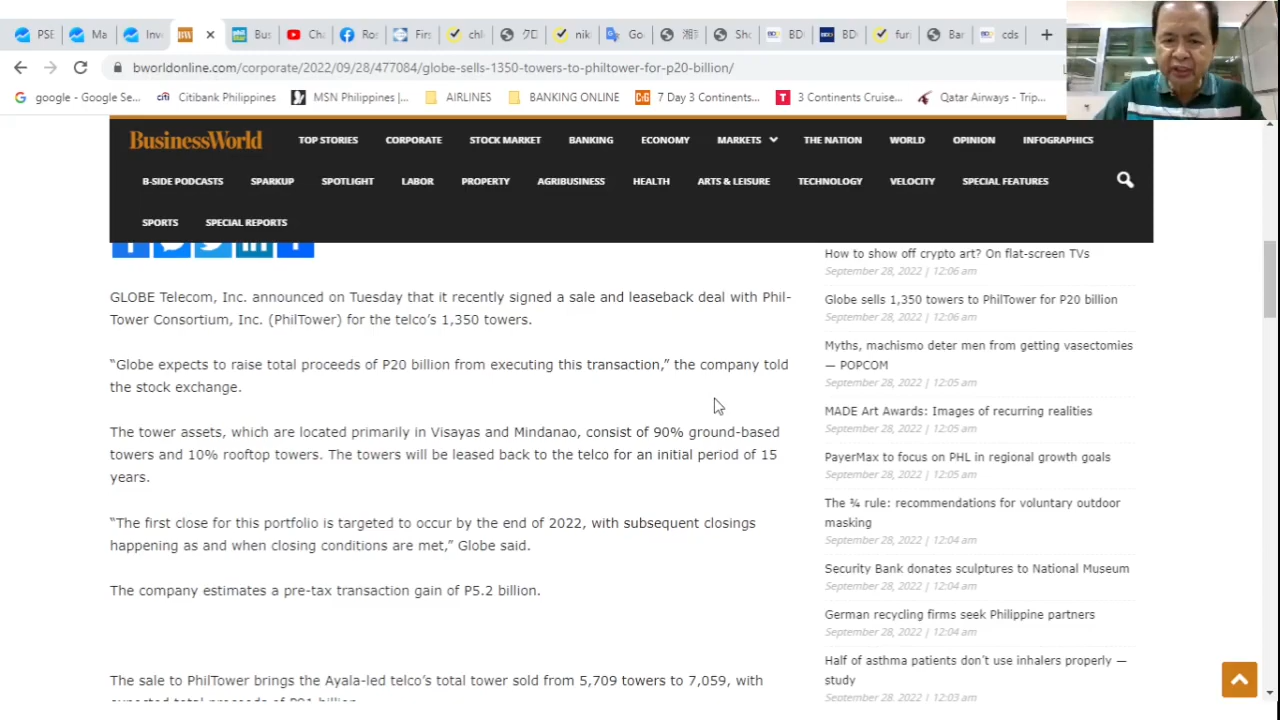 PSE
Ma
Inv
Bus
Cha
Ros
Firs
chi
nik
Go
Sho
BD
BD
fur
Bar
cds
bworldonline.com/corporate/2022/09/28/477064/globe-sells-1350-towers-to-philtower-for-p20-billion/
google - Google Se...
Citibank Philippines
MSN Philippines |...
AIRLINES
BANKING ONLINE
7 Day 3 Continents...
3 Continents Cruise...
Qatar Airways - Trip...
BusinessWorld
TOP STORIES
CORPORATE
STOCK MARKET
BANKING
ECONOMY
MARKETS
THE NATION
WORLD
OPINION
INFOGRAPHICS
B-SIDE PODCASTS
SPARKUP
SPOTLIGHT
LABOR
PROPERTY
AGRIBUSINESS
HEALTH
ARTS & LEISURE
TECHNOLOGY
VELOCITY
SPECIAL FEATURES
SPORTS
SPECIAL REPORTS
GLOBE Telecom, Inc. announced on Tuesday that it recently signed a sale and leaseback deal with Phil-
Tower Consortium, Inc. (PhilTower) for the telco's 1,350 towers.
“Globe expects to raise total proceeds of P20 billion from executing this transaction,” the company told
the stock exchange.
The tower assets, which are located primarily in Visayas and Mindanao, consist of 90% ground-based
towers and 10% rooftop towers. The towers will be leased back to the telco for an initial period of 15
years.
“The first close for this portfolio is targeted to occur by the end of 2022, with subsequent closings
happening as and when closing conditions are met,” Globe said.
The company estimates a pre-tax transaction gain of P5.2 billion.
The sale to PhilTower brings the Ayala-led telco's total tower sold from 5,709 towers to 7,059, with
expected total proceeds of P91 billion.
How to show off crypto art? On flat-screen TVs
September 28, 2022 | 12:06 am
Globe sells 1,350 towers to PhilTower for P20 billion
September 28, 2022 | 12:06 am
Myths, machismo deter men from getting vasectomies
— POPCOM
September 28, 2022 | 12:05 am
MADE Art Awards: Images of recurring realities
September 28, 2022 | 12:05 am
PayerMax to focus on PHL in regional growth goals
September 28, 2022 | 12:05 am
The ¾ rule: recommendations for voluntary outdoor
masking
September 28, 2022 | 12:04 am
Security Bank donates sculptures to National Museum
September 28, 2022 | 12:04 am
German recycling firms seek Philippine partners
September 28, 2022 | 12:04 am
Half of asthma patients don't use inhalers properly —
study
September 28, 2022 | 12:03 am